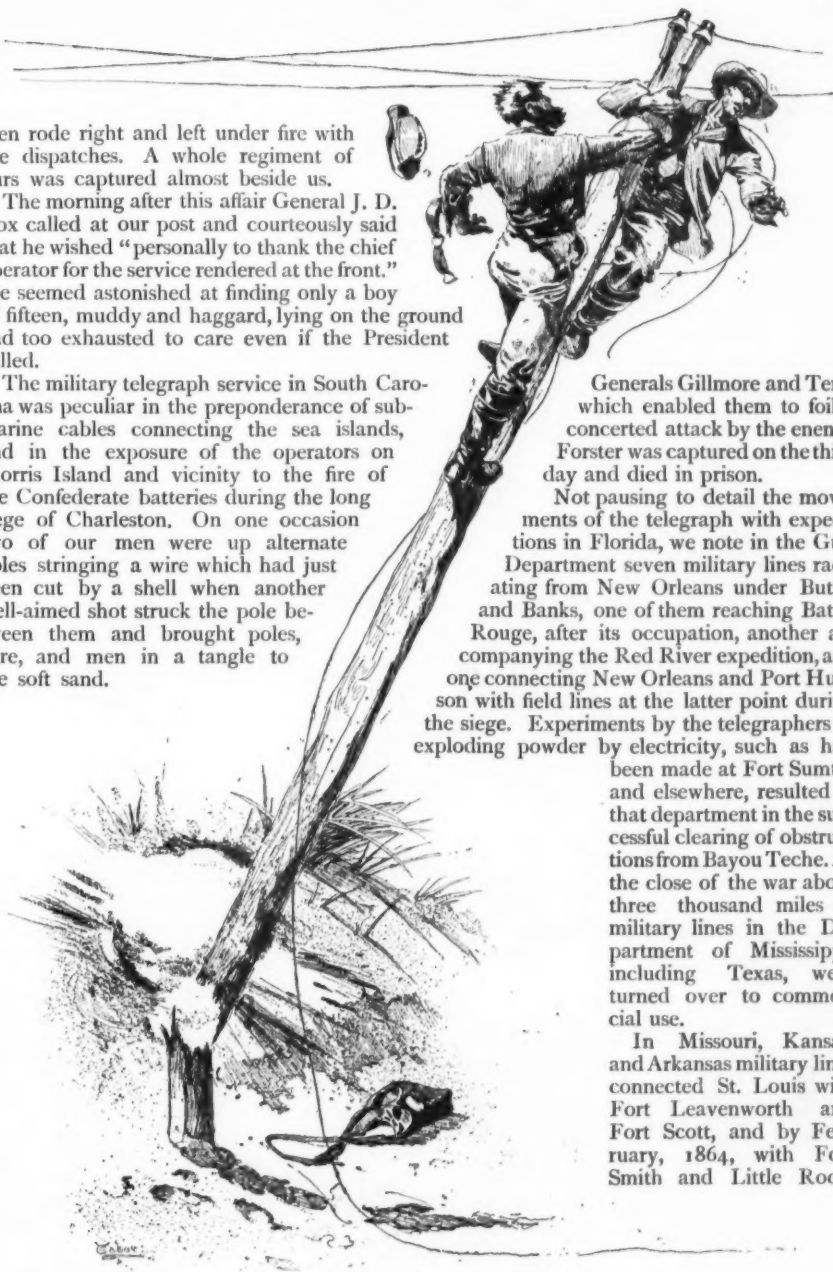 en rode right and left under fire with
e dispatches. A whole regiment of
urs was captured almost beside us.
The morning after this affair General J. D.
ox called at our post and courteously said
at he wished "personally to thank the chief
perator for the service rendered at the front."
e seemed astonished at finding only a boy
fifteen, muddy and haggard, lying on the ground
nd too exhausted to care even if the President
lled.
The military telegraph service in South Caro-
na was peculiar in the preponderance of sub-
arine cables connecting the sea islands,
nd in the exposure of the operators on
orris Island and vicinity to the fire of
e Confederate batteries during the long
ege of Charleston. On one occasion
vo of our men were up alternate
oles stringing a wire which had just
een cut by a shell when another
ell-aimed shot struck the pole be-
veen them and brought poles,
re, and men in a tangle to
e soft sand.
Generals Gillmore and Ter
which enabled them to foil
concerted attack by the enem
Forster was captured on the thi
day and died in prison.
Not pausing to detail the mov
ments of the telegraph with exped
tions in Florida, we note in the Gu
Department seven military lines rad
ating from New Orleans under But
and Banks, one of them reaching Bat
Rouge, after its occupation, another a
companying the Red River expedition, a
one connecting New Orleans and Port Hu
son with field lines at the latter point duri
the siege. Experiments by the telegraphers
exploding powder by electricity, such as h
been made at Fort Sumt
and elsewhere, resulted
that department in the su
cessful clearing of obstru
tions from Bayou Teche.
the close of the war abo
three thousand miles
military lines in the D
partment of Mississipp
including Texas, we
turned over to comme
cial use.
In Missouri, Kansa
and Arkansas military lin
connected St. Louis wi
Fort Leavenworth an
Fort Scott, and by Fe
ruary, 1864, with Fo
Smith and Little Roc